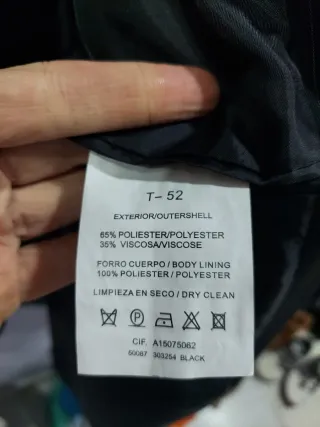 T- 52
EXTERIOR/OUTERSHELL
65% POLIESTER/POLYESTER
35% VISCOSA/VISCOSE
FORRO CUERPO / BODY LINING
100% POLIESTER / POLYESTER
LIMPIEZA EN SECO / DRY CLEAN
P
CIF. A15075062
60087 303254 BLACK